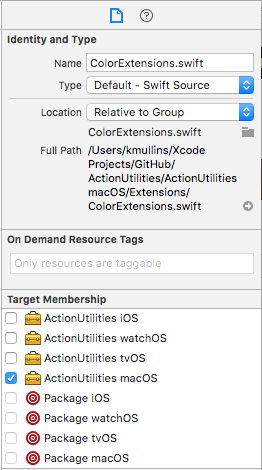 Identity and Type
Name ColorExtensions.swift
Type Default - Swift Source
Location Relative to Group
ColorExtensions.swift
Full Path /Users/kmullins/Xcode
Projects/GitHub/
ActionUtilities/ActionUtilities
macOS/Extensions/
ColorExtensions.swift
On Demand Resource Tags
Only resources are taggable
Target Membership
ActionUtilities iOS
ActionUtilities watchOS
ActionUtilities tvOS
ActionUtilities macOS
Package iOS
Package watchOS
Package tvOS
Package macOS